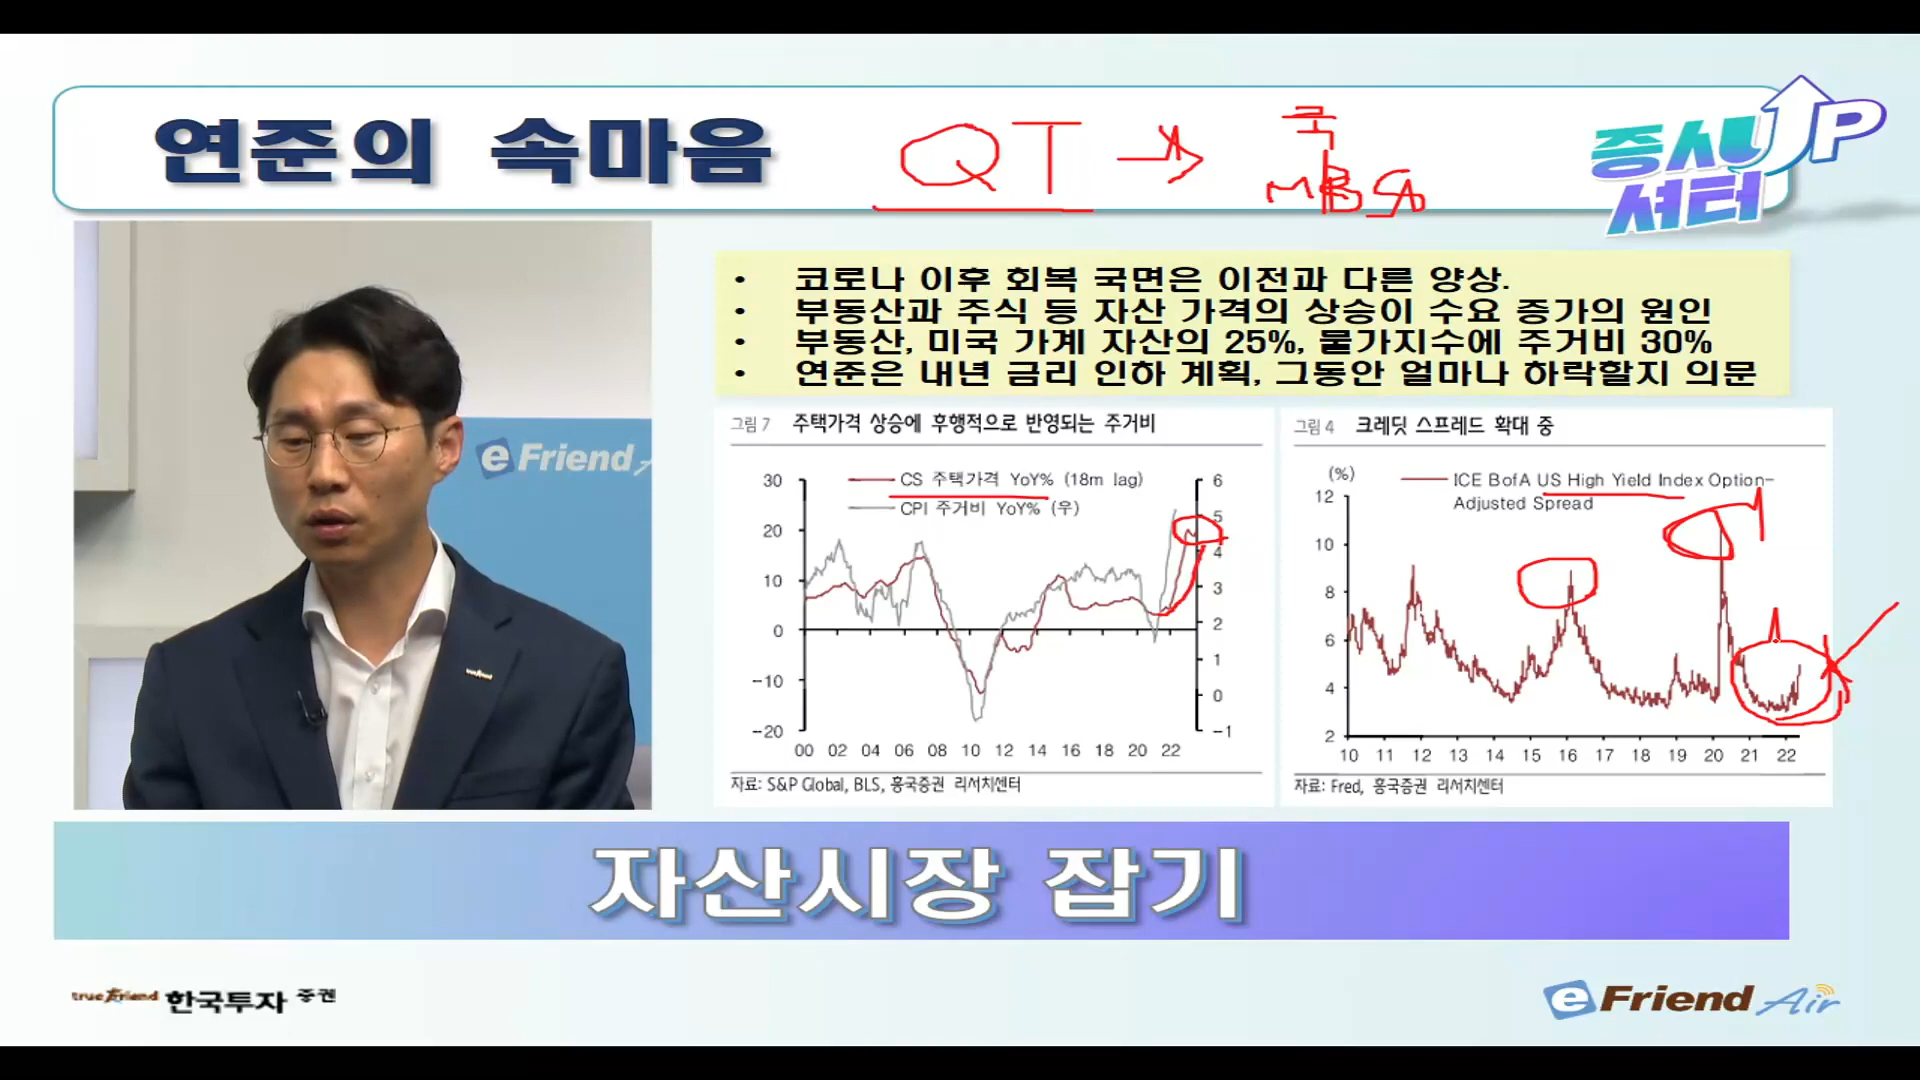 연준의 속마음
QT → 국
MBS
증시UP
셔터
• 코로나 이후 회복 국면은 이전과 다른 양상.
• 부동산과 주식 등 자산 가격의 상승이 수요 증가의 원인
• 부동산, 미국 가계 자산의 25%, 물가지수에 주거비 30%
• 연준은 내년 금리 인하 계획, 그동안 얼마나 하락할지 의문
e Friend
그림 7 주택가격 상승에 후행적으로 반영되는 주거비
CS 주택가격 YoY% (18m lag)
CPI 주거비 YoY% (우)
30
20
10
0
-10
-20
6
5
4
3
2
1
0
-1
00 02 04 06 08 10 12 14 16 18 20 22
자료: S&P Global, BLS, 흥국증권 리서치센터
그림 4 크레딧 스프레드 확대 중
(%)
ICE BofA US High Yield Index Option-
Adjusted Spread
12
10
8
6
4
2
10 11 12 13 14 15 16 17 18 19 20 21 22
자료: Fred, 흥국증권 리서치센터
자산시장 잡기
true Friend 한국투자 증권
e Friend Air